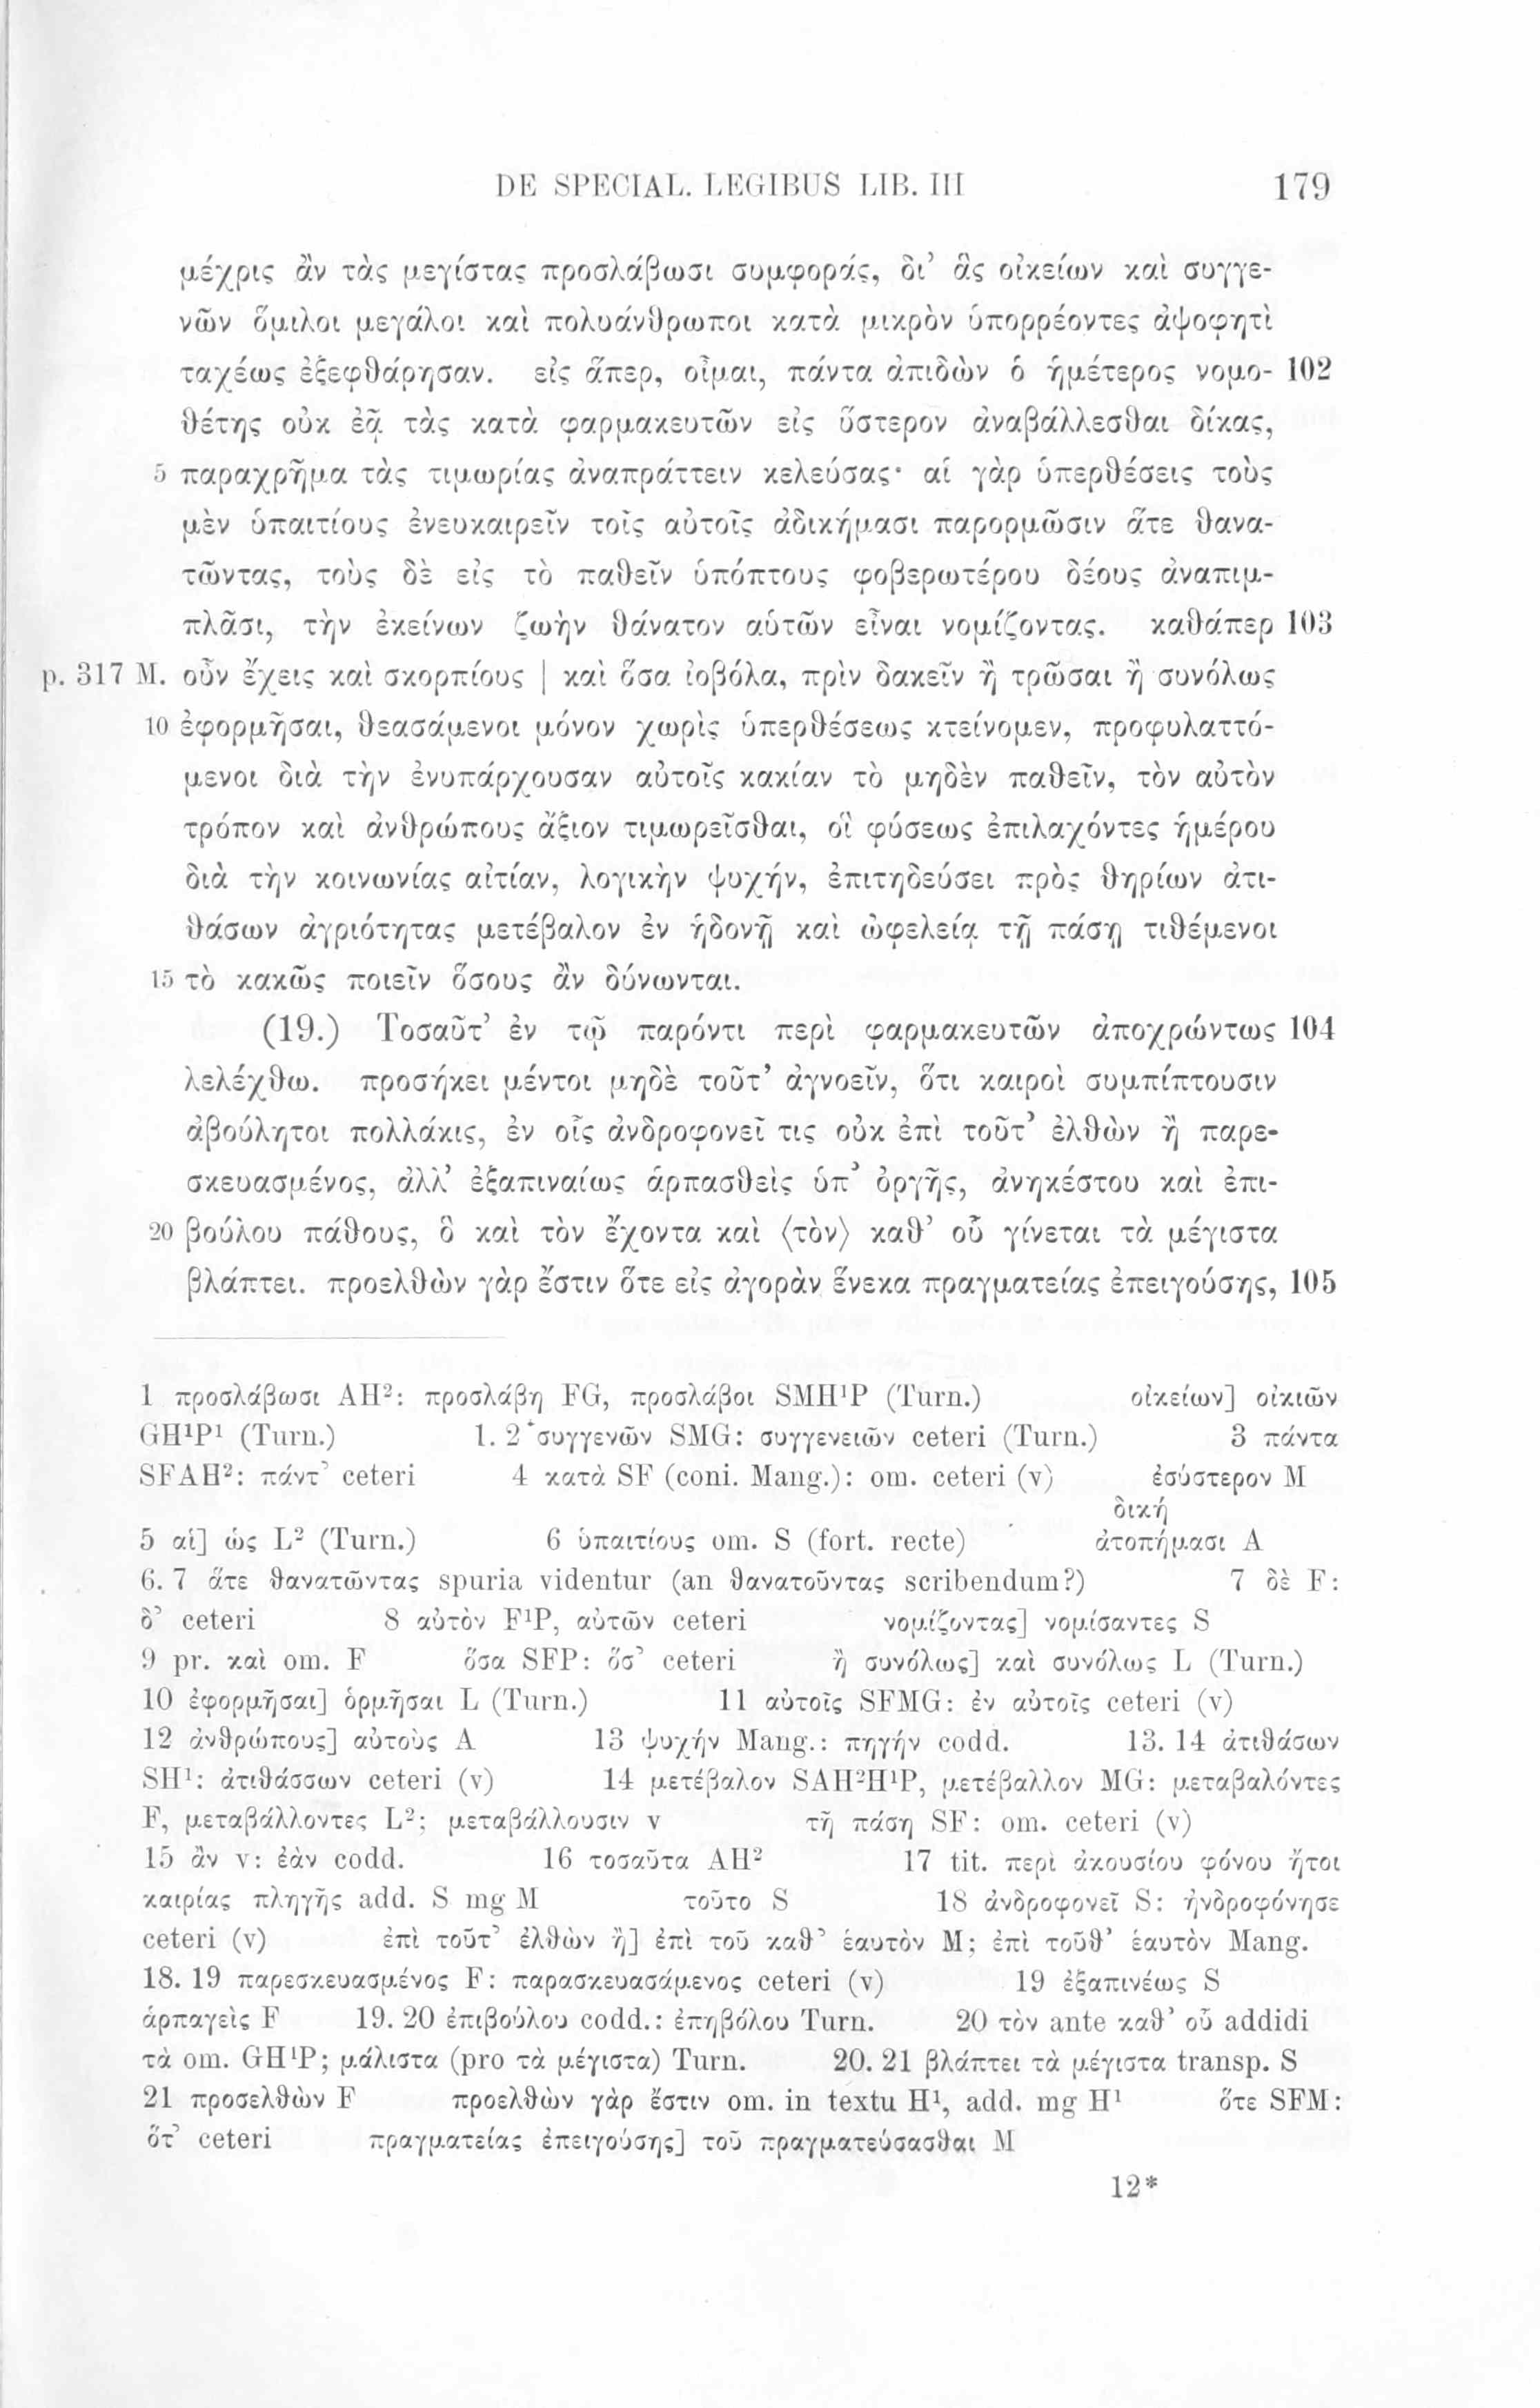 DE SPECIAL. LEGIBUS LIB. III 179
μέχρις ἂν τὰς μεγίστας προσλάβωσι συμφοράς, δι’ ἃς οἰκείων καὶ συγγε-
νῶν ὅμιλοι μεγάλοι καὶ πολυάνθρωποι κατὰ μικρὸν ὑπορρέοντες ἀψοφητὶ
ταχέως ἐξεφθάρησαν. εἰς ἅπερ, οἶμαι, πάντα ἀπιδὼν ὁ ἡμέτερος νομο- 102
θέτης οὐκ ἐᾷ τὰς κατὰ φαρμακευτῶν εἰς ὕστερον ἀναβάλλεσθαι δίκας,
5 παραχρῆμα τὰς τιμωρίας ἀναπράττειν κελεύσας· αἱ γὰρ ὑπερθέσεις τοὺς
μὲν ὑπαιτίους ἐνευκαιρεῖν τοῖς αὐτοῖς ἀδικήμασι παρορμῶσιν ἅτε θανα-
τῶντας, τοὺς δὲ εἰς τὸ παθεῖν ὑπόπτους φοβερωτέρου δέους ἀναπιμ-
πλᾶσι, τὴν ἐκείνων ζωὴν θάνατον αὑτῶν εἶναι νομίζοντας. καθάπερ 103
p. 317 M. οὖν ἔχεις καὶ σκορπίους | καὶ ὅσα ἰοβόλα, πρὶν δακεῖν ἢ τρῶσαι ἢ συνόλως
10 ἐφορμῆσαι, θεασάμενοι μόνον χωρὶς ὑπερθέσεως κτείνομεν, προφυλαττό-
μενοι διὰ τὴν ἐνυπάρχουσαν αὐτοῖς κακίαν τὸ μηδὲν παθεῖν, τὸν αὐτὸν
τρόπον καὶ ἀνθρώπους ἄξιον τιμωρεῖσθαι, οἳ φύσεως ἐπιλαχόντες ἡμέρου
διὰ τὴν κοινωνίας αἰτίαν, λογικὴν ψυχήν, ἐπιτηδεύσει πρὸς θηρίων ἀτι-
θάσων ἀγριότητας μετέβαλον ἐν ἡδονῇ καὶ ὠφελείᾳ τῇ πάσῃ τιθέμενοι
15 τὸ κακῶς ποιεῖν ὅσους ἂν δύνωνται.
(19.) Τοσαῦτ’ ἐν τῷ παρόντι περὶ φαρμακευτῶν ἀποχρώντως 104
λελέχθω. προσήκει μέντοι μηδὲ τοῦτ’ ἀγνοεῖν, ὅτι καιροὶ συμπίπτουσιν
ἀβούλητοι πολλάκις, ἐν οἷς ἀνδροφονεῖ τις οὐκ ἐπὶ τοῦτ’ ἐλθὼν ἢ παρε-
σκευασμένος, ἀλλ’ ἐξαπιναίως ἁρπασθεὶς ὑπ’ ὀργῆς, ἀνηκέστου καὶ ἐπι-
20 βούλου πάθους, ὃ καὶ τὸν ἔχοντα καὶ ⟨τὸν⟩ καθ’ οὗ γίνεται τὰ μέγιστα
βλάπτει. προελθὼν γὰρ ἔστιν ὅτε εἰς ἀγορὰν ἕνεκα πραγματείας ἐπειγούσης, 105
1 προσλάβωσι AH²: προσλάβη FG, προσλάβοι SMH¹P (Turn.) οἰκείων] οἰκιῶν
GH¹P¹ (Turn.) 1. 2 συγγενῶν SMG: συγγενειῶν ceteri (Turn.) 3 πάντα
SFAH²: πάντ’ ceteri 4 κατὰ SF (coni. Mang.): om. ceteri (v) ἐσύστερον M
δική
5 αἱ] ὡς L² (Turn.) 6 ὑπαιτίους om. S (fort. recte) ἀτοπήμασι A
6. 7 ἅτε θανατῶντας spuria videntur (an θανατοῦντας scribendum?) 7 δὲ F:
δ’ ceteri 8 αὐτὸν F¹P, αὐτῶν ceteri νομίζοντας] νομίσαντες S
9 pr. καὶ om. F ὅσα SFP: ὅσ’ ceteri ἢ συνόλως] καὶ συνόλως L (Turn.)
10 ἐφορμῆσαι] ὁρμῆσαι L (Turn.) 11 αὐτοῖς SFMG: ἐν αὐτοῖς ceteri (v)
12 ἀνθρώπους] αὐτοὺς A 13 ψυχήν Mang.: πηγήν codd. 13. 14 ἀτιθάσων
SH¹: ἀτιθάσσων ceteri (v) 14 μετέβαλον SAH²H¹P, μετέβαλλον MG: μεταβαλόντες
F, μεταβάλλοντες L²; μεταβάλλουσιν v τῆ πάση SF: om. ceteri (v)
15 ἂν v: ἐὰν codd. 16 τοσαῦτα AH² 17 tit. περὶ ἀκουσίου φόνου ἤτοι
καιρίας πληγῆς add. S mg M τοῦτο S 18 ἀνδροφονεῖ S: ἠνδροφόνησε
ceteri (v) ἐπὶ τοῦτ’ ἐλθὼν ἢ] ἐπὶ τοῦ καθ’ ἑαυτὸν M; ἐπὶ τοῦθ’ ἑαυτὸν Mang.
18. 19 παρεσκευασμένος F: παρασκευασάμενος ceteri (v) 19 ἐξαπινέως S
ἁρπαγεὶς F 19. 20 ἐπιβούλου codd.: ἐπηβόλου Turn. 20 τὸν ante καθ’ οὗ addidi
τὰ om. GH¹P; μάλιστα (pro τὰ μέγιστα) Turn. 20. 21 βλάπτει τὰ μέγιστα transp. S
21 προσελθὼν F προελθὼν γὰρ ἔστιν om. in textu H¹, add. mg H¹ ὅτε SFM:
ὅτ’ ceteri πραγματείας ἐπειγούσης] τοῦ πραγματεύσασθαι M
12*